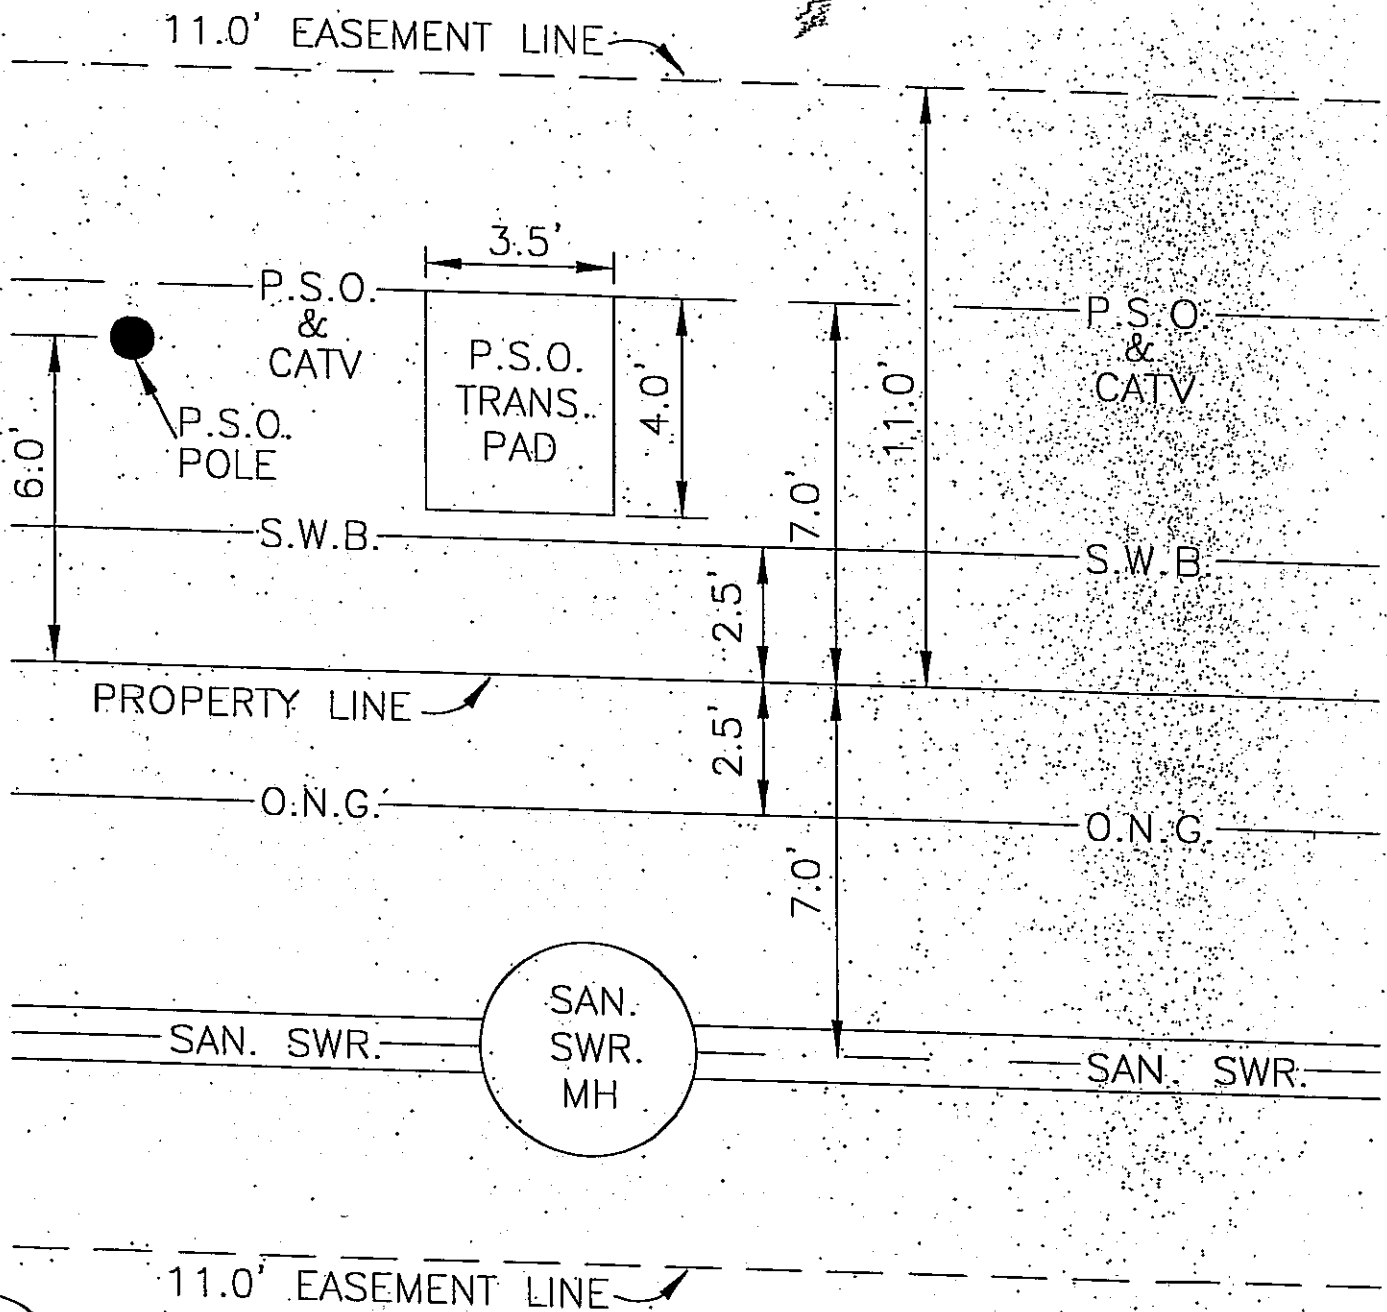 11.0' EASEMENT LINE
3.5'
P.S.O.
&
CATV
P.S.O.
TRANS.
PAD
4.0'
P.S.O.
&
CATV
11.0'
P.S.O.
POLE
6.0'
7.0'
S.W.B.
S.W.B.
2.5'
PROPERTY LINE
2.5'
O.N.G.
O.N.G.
7.0'
SAN.
SWR.
MH
SAN. SWR.
SAN. SWR.
11.0' EASEMENT LINE